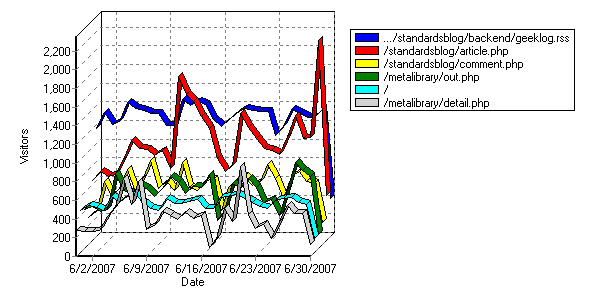 2,200
2,000
1,800
1,600
1,400
1,200
1,000
800
600
400
200
0
Visitors
6/2/2007
6/9/2007
6/16/2007
6/23/2007
6/30/2007
Date
.../standardsblog/backend/geeklog.rss
/standardsblog/article.php
/standardsblog/comment.php
/metalibrary/out.php
/
/metalibrary/detail.php